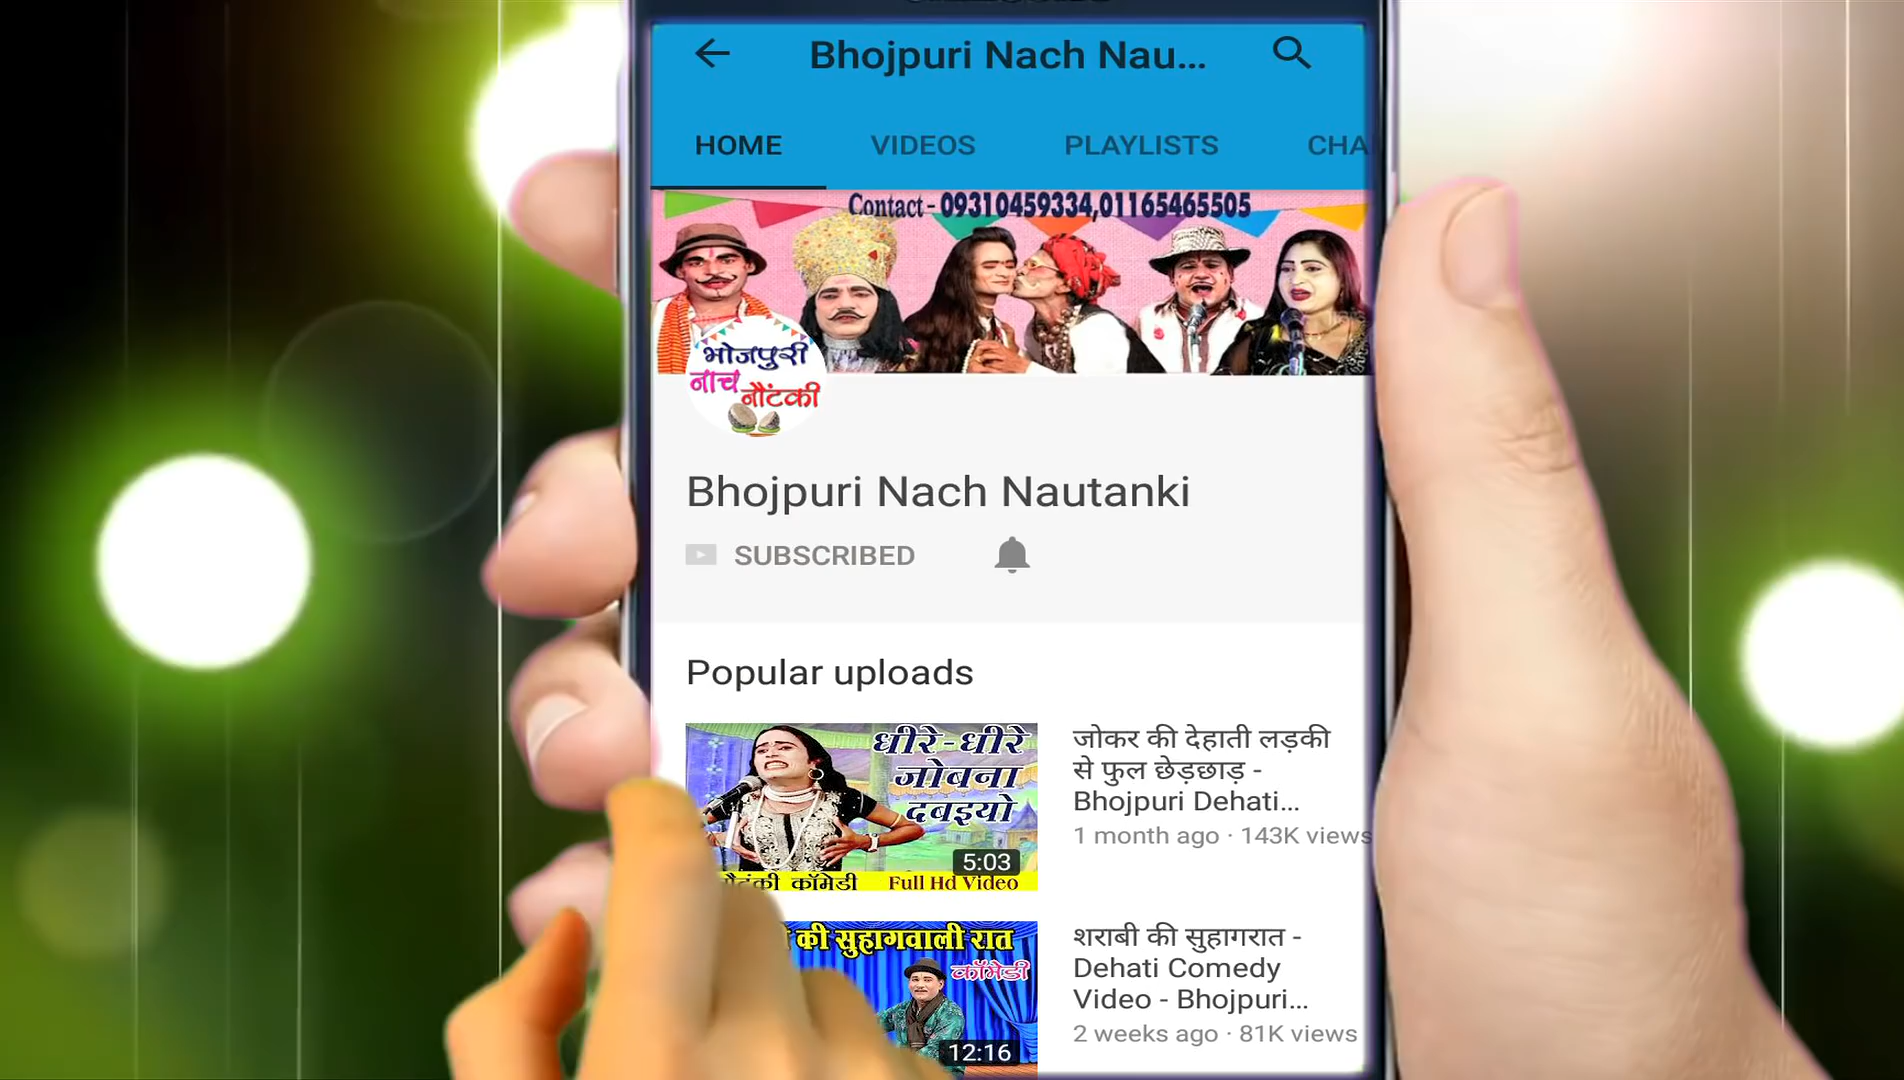 Bhojpuri Nach Nau...
HOME VIDEOS PLAYLISTS CHA
Contact - 09310459334,01165465505
भोजपुरी
नाच
नौटंकी
Bhojpuri Nach Nautanki
SUBSCRIBED
Popular uploads
धीरे-धीरे
जोबना
दबइयो
5:03
कॉमेडी Full Hd Video
जोकर की देहाती लड़की
से फुल छेड़छाड़ -
Bhojpuri Dehati...
1 month ago · 143K views
की सुहागवाली रात
कॉमेडी
12:16
शराबी की सुहागरात -
Dehati Comedy
Video - Bhojpuri...
2 weeks ago · 81K views